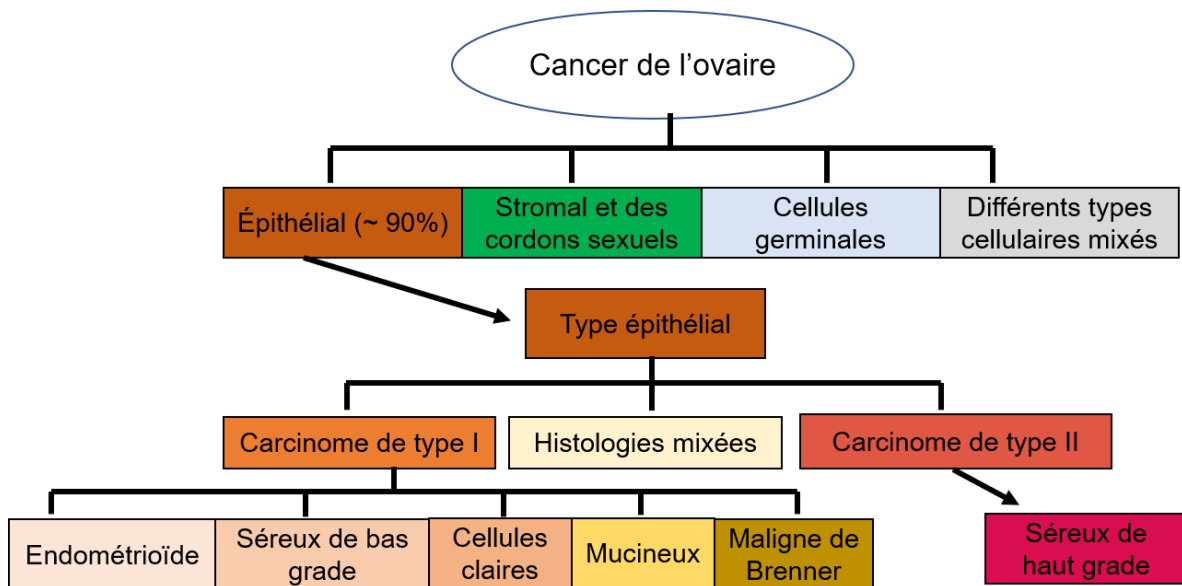 Cancer de l’ovaire
Épithélial (~ 90%)
Stromal et des
cordons sexuels
Cellules
germinales
Différents types
cellulaires mixés
Type épithélial
Carcinome de type I
Histologies mixées
Carcinome de type II
Endométrioïde
Séreux de bas
grade
Cellules
claires
Mucineux
Maligne de
Brenner
Séreux de
haut grade